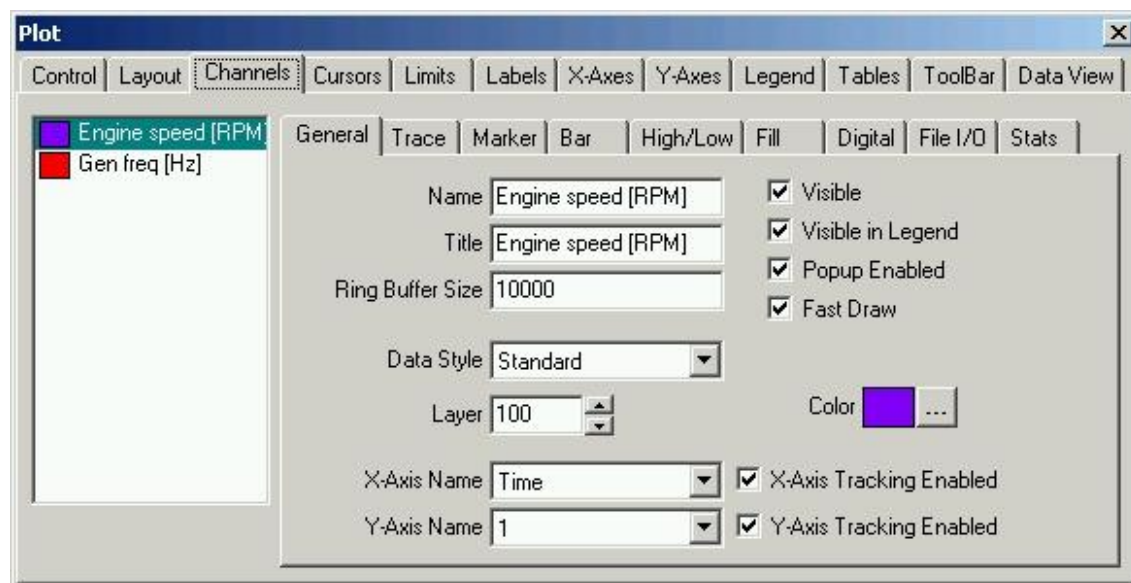 Plot
Control Layout Channels Cursors Limits Labels X-Axes Y-Axes Legend Tables ToolBar Data View
Engine speed [RPM]
Gen freq [Hz]
General Trace Marker Bar High/Low Fill Digital File I/O Stats
Name Engine speed [RPM]
Visible
Title Engine speed [RPM]
Visible in Legend
Ring Buffer Size 10000
Popup Enabled
Fast Draw
Data Style Standard
Layer 100
Color ...
X-Axis Name Time
X-Axis Tracking Enabled
Y-Axis Name 1
Y-Axis Tracking Enabled